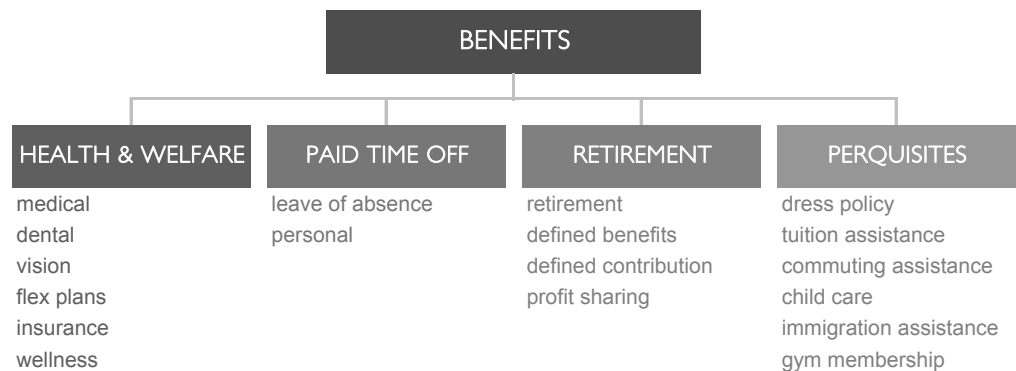 BENEFITS
HEALTH & WELFARE
medical
dental
vision
flex plans
insurance
wellness
PAID TIME OFF
leave of absence
personal
RETIREMENT
retirement
defined benefits
defined contribution
profit sharing
PERQUISITES
dress policy
tuition assistance
commuting assistance
child care
immigration assistance
gym membership